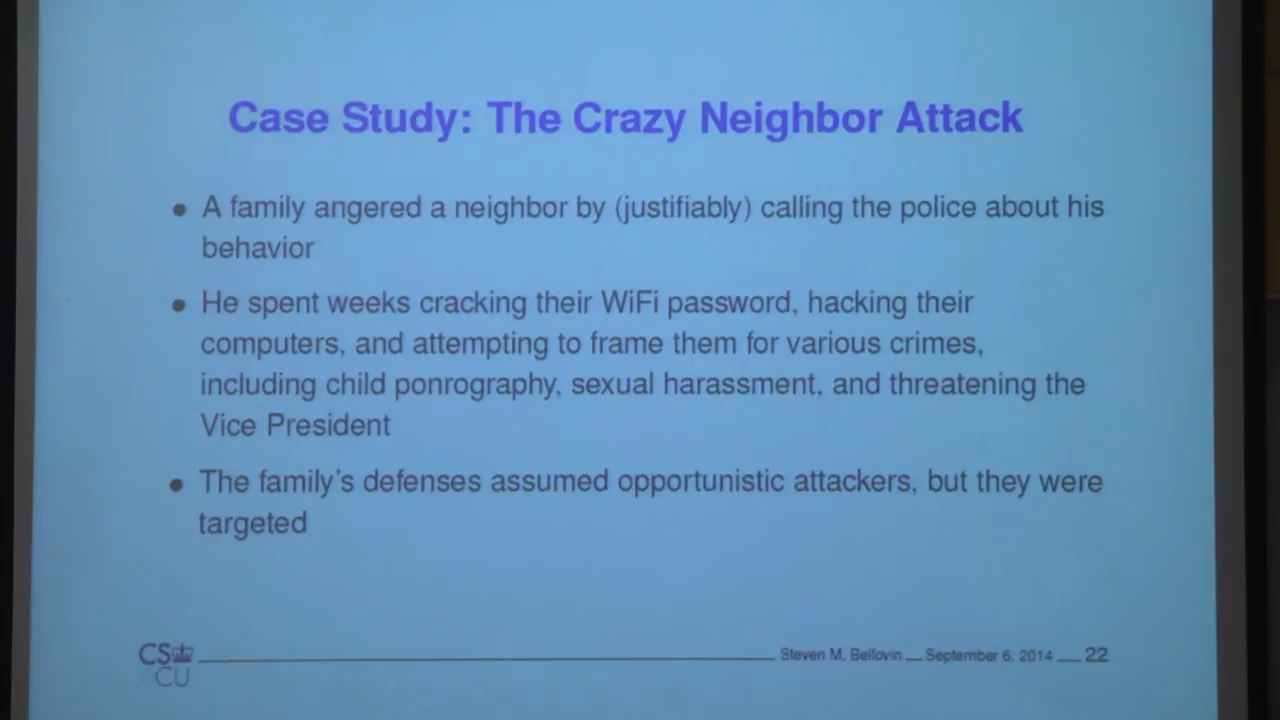 Case Study: The Crazy Neighbor Attack
• A family angered a neighbor by (justifiably) calling the police about his
behavior
• He spent weeks cracking their WiFi password, hacking their
computers, and attempting to frame them for various crimes,
including child ponrography, sexual harassment, and threatening the
Vice President
• The family's defenses assumed opportunistic attackers, but they were
targeted
CS
CU
Steven M. Bellovin — September 6, 2014 — 22